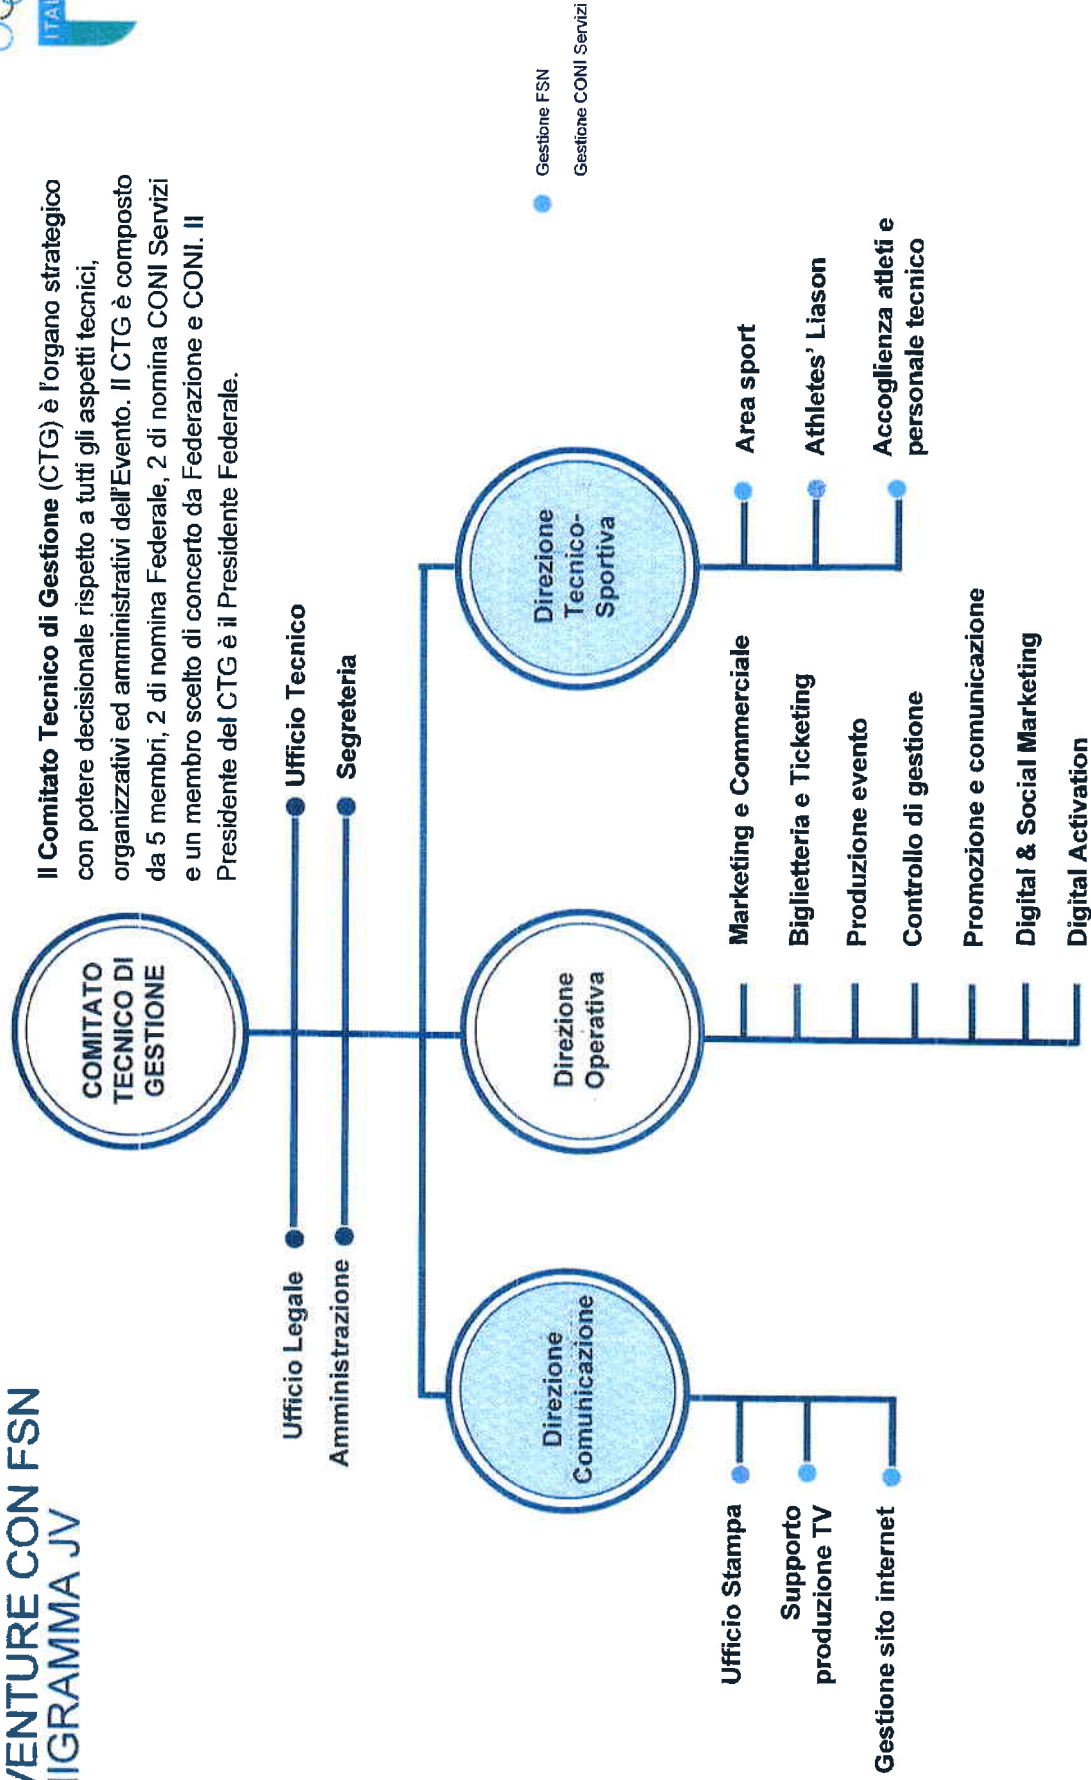 VENTURE CON FSN
IGRAMMA JV
ITAL
COMITATO
TECNICO DI
GESTIONE
Il Comitato Tecnico di Gestione (CTG) è l'organo strategico
con potere decisionale rispetto a tutti gli aspetti tecnici,
organizzativi ed amministrativi dell'Evento. Il CTG è composto
da 5 membri, 2 di nomina Federale, 2 di nomina CONI Servizi
e un membro scelto di concerto da Federazione e CONI. Il
Presidente del CTG è il Presidente Federale.
Ufficio Legale
Ufficio Tecnico
Amministrazione
Segreteria
Gestione FSN
Gestione CONI Servizi
Direzione
Comunicazione
Direzione
Operativa
Direzione
Tecnico-
Sportiva
Ufficio Stampa
Supporto
produzione TV
Gestione sito internet
Marketing e Commerciale
Biglietteria e Ticketing
Produzione evento
Controllo di gestione
Promozione e comunicazione
Digital & Social Marketing
Digital Activation
Area sport
Athletes' Liason
Accoglienza atleti e
personale tecnico